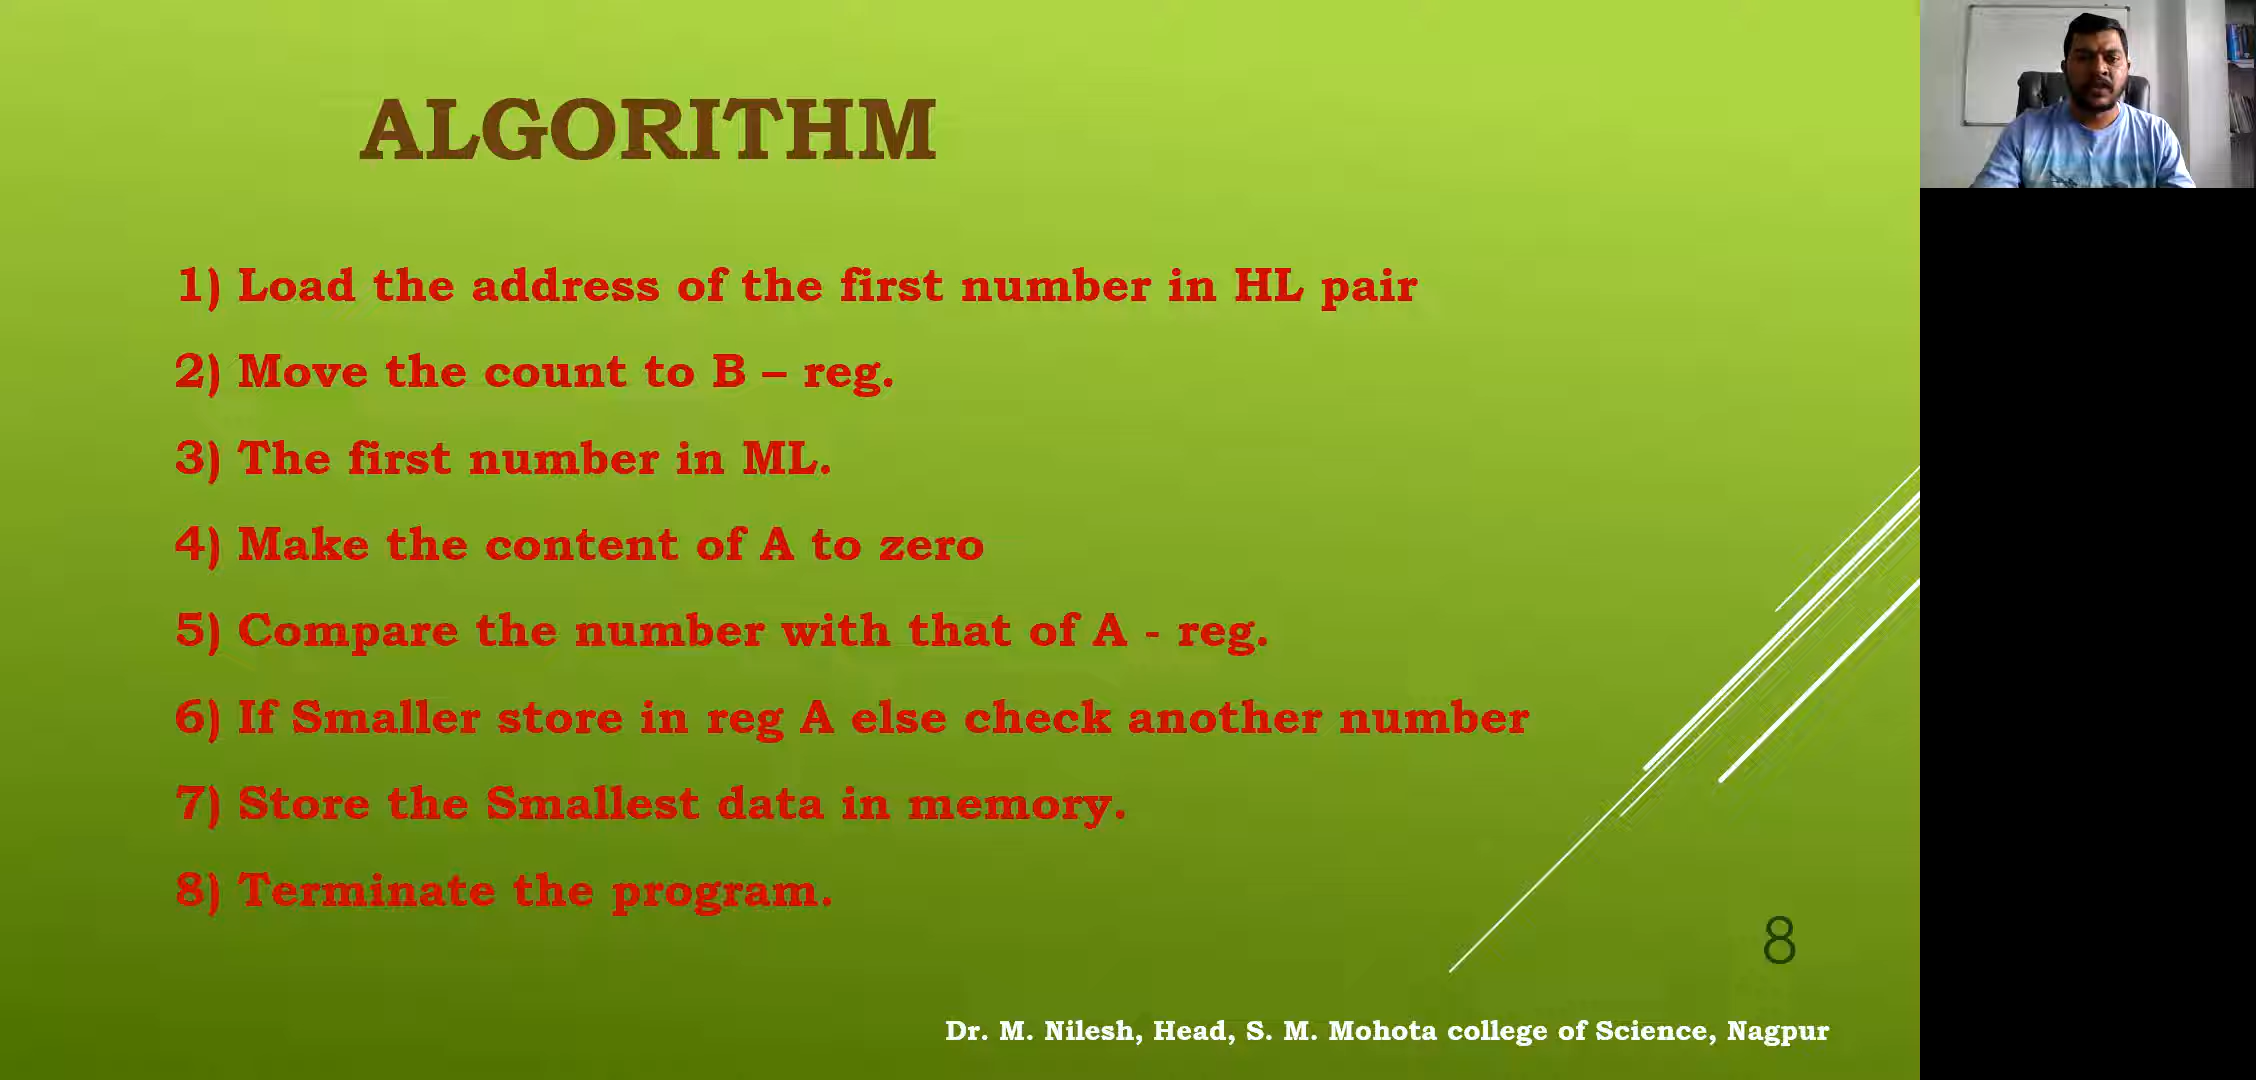 ALGORITHM
1) Load the address of the first number in HL pair
2) Move the count to B – reg.
3) The first number in ML.
4) Make the content of A to zero
5) Compare the number with that of A - reg.
6) If Smaller store in reg A else check another number
7) Store the Smallest data in memory.
8) Terminate the program.
8
Dr. M. Nilesh, Head, S. M. Mohota college of Science, Nagpur